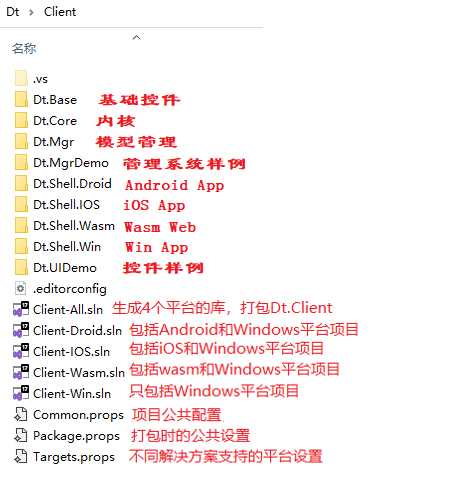 Dt > Client
名称
.vs
Dt.Base 基础控件
Dt.Core 内核
Dt.Mgr 模型管理
Dt.MgrDemo 管理系统样例
Dt.Shell.Droid Android App
Dt.Shell.IOS iOS App
Dt.Shell.Wasm Wasm Web
Dt.Shell.Win Win App
Dt.UIDemo 控件样例
.editorconfig
Client-All.sln 生成4个平台的库，打包Dt.Client
Client-Droid.sln 包括Android和Windows平台项目
Client-IOS.sln 包括iOS和Windows平台项目
Client-Wasm.sln 包括wasm和Windows平台项目
Client-Win.sln 只包括Windows平台项目
Common.props 项目公共配置
Package.props 打包时的公共设置
Targets.props 不同解决方案支持的平台设置